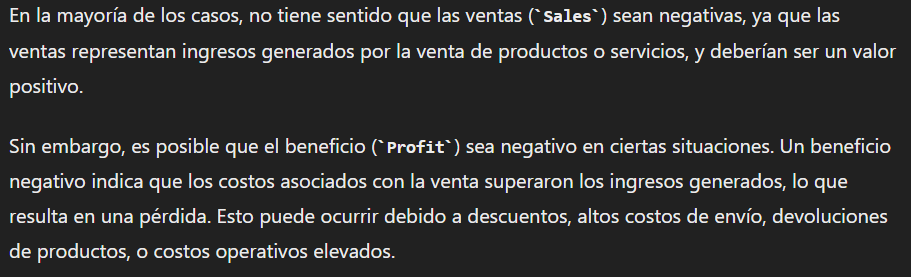 En la mayoría de los casos, no tiene sentido que las ventas (`Sales`) sean negativas, ya que las
ventas representan ingresos generados por la venta de productos o servicios, y deberían ser un valor
positivo.
Sin embargo, es posible que el beneficio (`Profit`) sea negativo en ciertas situaciones. Un beneficio
negativo indica que los costos asociados con la venta superaron los ingresos generados, lo que
resulta en una pérdida. Esto puede ocurrir debido a descuentos, altos costos de envío, devoluciones
de productos, o costos operativos elevados.